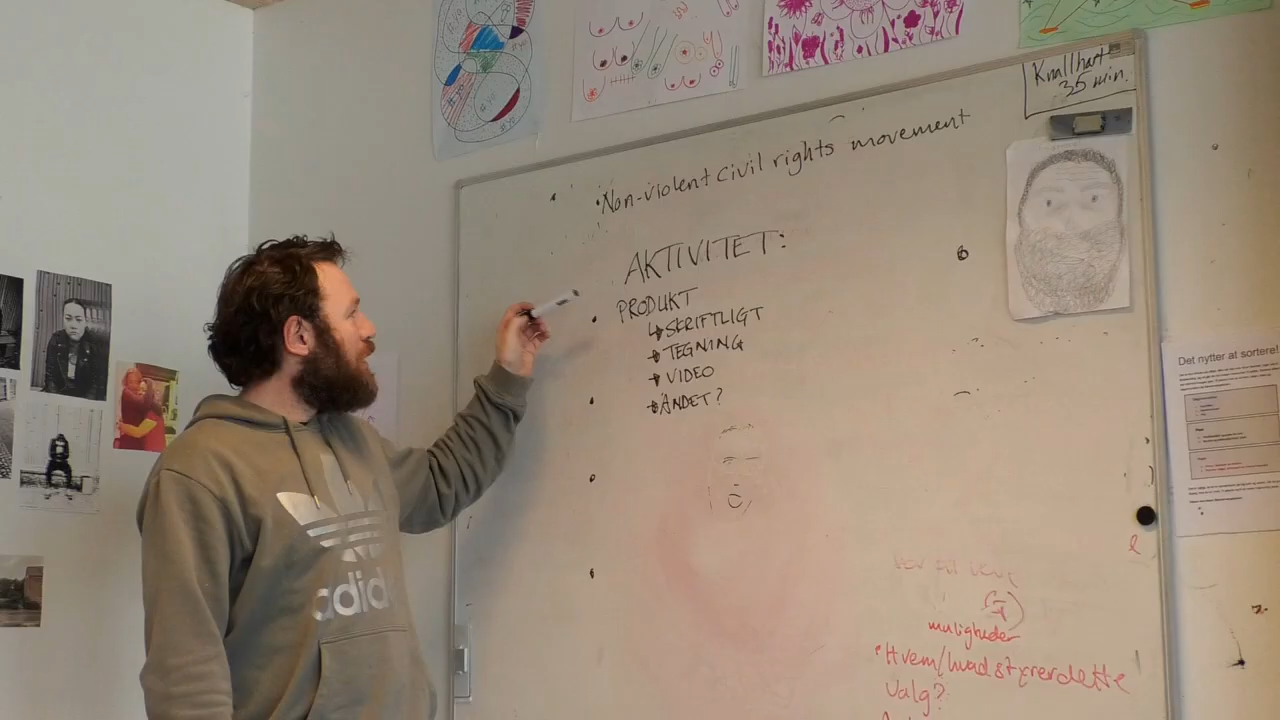 Knallhart
35 min.
Non-violent civil rights movement
AKTIVITET:
PRODUKT
SKRIFTLIGT
TEGNING
VIDEO
ANDET?
Det nytter at sortere!
adidas
muligheder
Hvem/hvad styrer dette
valg?